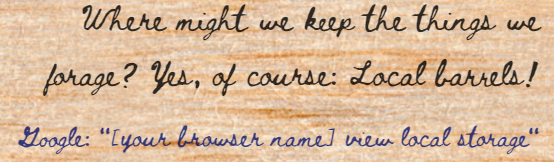 Where might we keep the things we
forage? Yes, of course: Local barrels!
Google: "[your browser name] view local storage"